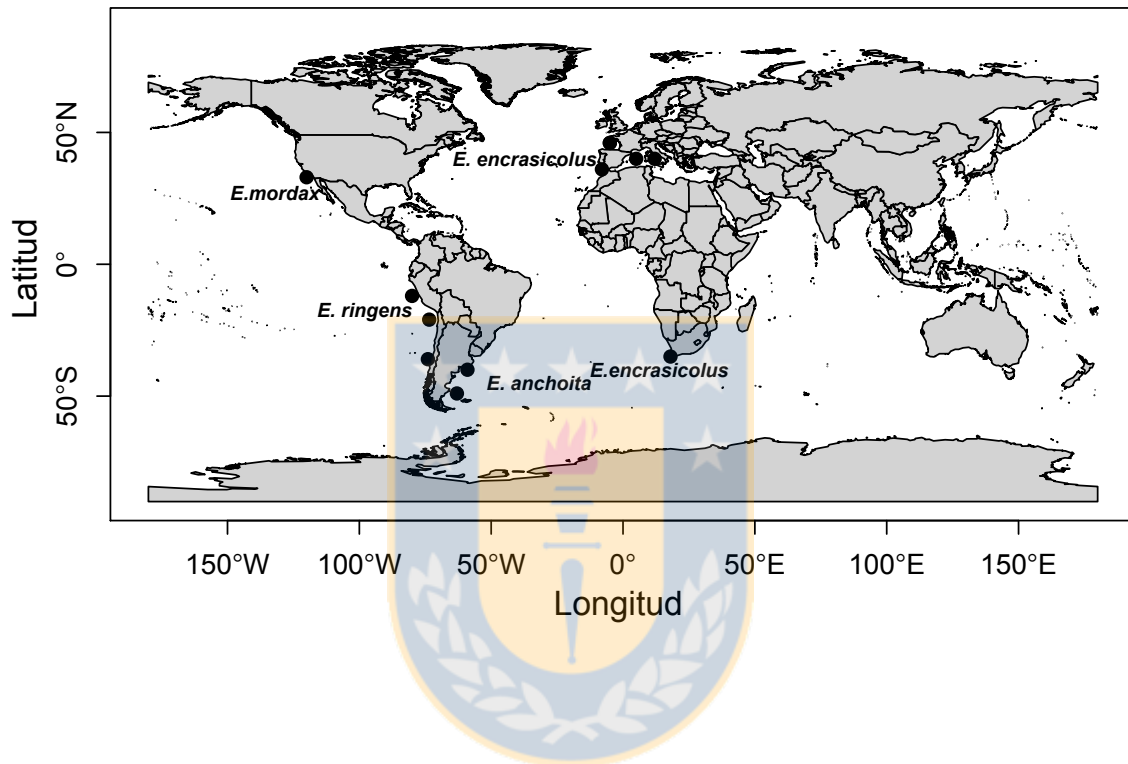 50°N
E. encrasicolus
E.mordax
Latitud
0°
E. ringens
E.encrasicolus
E. anchoita
50°S
150°W 100°W 50°W 0° 50°E 100°E 150°E
Longitud